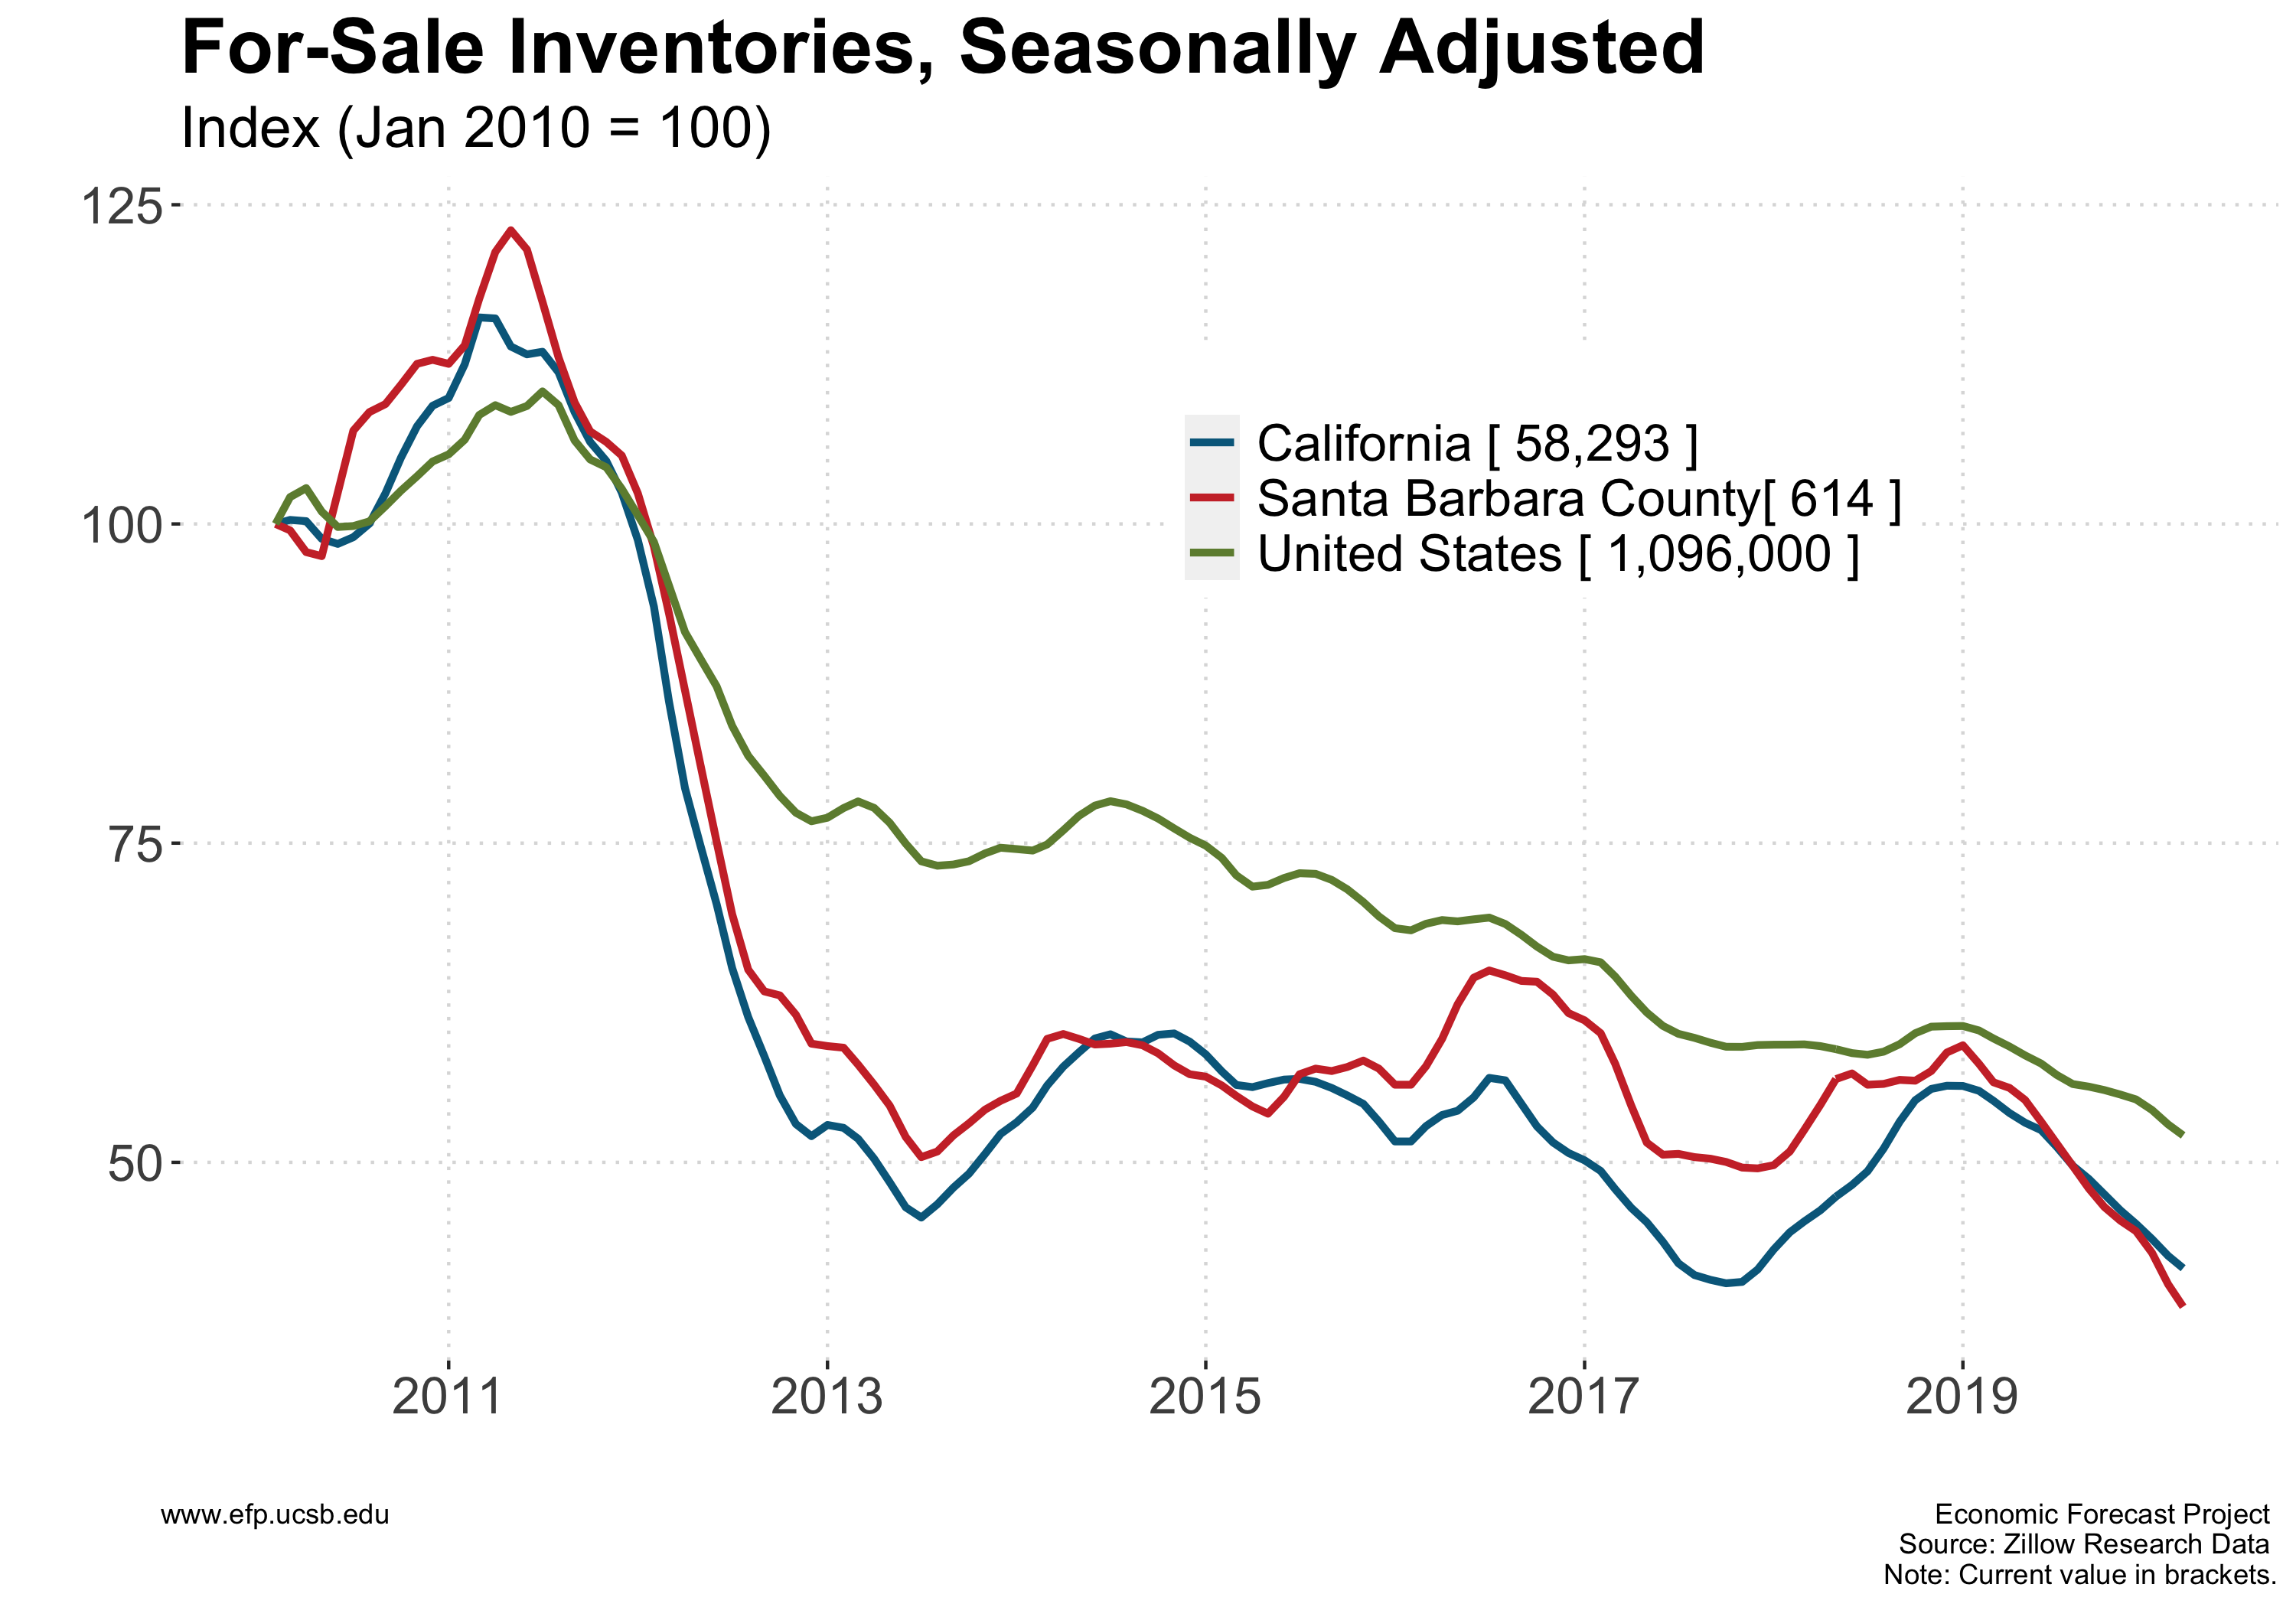 For-Sale Inventories, Seasonally Adjusted
Index (Jan 2010 = 100)
125
100
75
50
California [ 58,293 ]
Santa Barbara County[ 614 ]
United States [ 1,096,000 ]
2011 2013 2015 2017 2019
www.efp.ucsb.edu
Economic Forecast Project
Source: Zillow Research Data
Note: Current value in brackets.